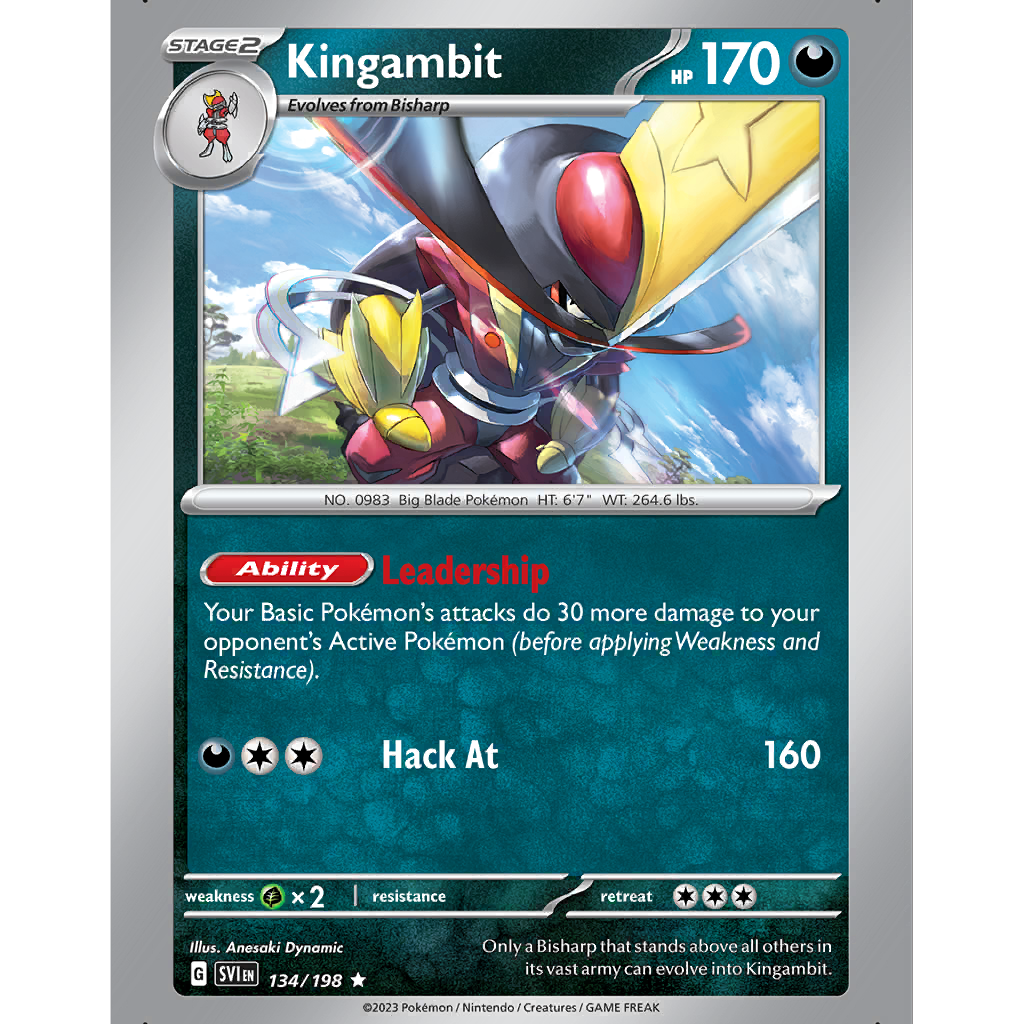 STAGE2
Kingambit
HP 170
Evolves from Bisharp
NO. 0983 Big Blade Pokémon HT: 6'7" WT: 264.6 lbs.
Ability Leadership
Your Basic Pokémon's attacks do 30 more damage to your
opponent's Active Pokémon (before applying Weakness and
Resistance).
Hack At 160
weakness ×2 resistance retreat
Illus. Anesaki Dynamic
G SVI EN 134/198
Only a Bisharp that stands above all others in
its vast army can evolve into Kingambit.
©2023 Pokémon / Nintendo / Creatures / GAME FREAK